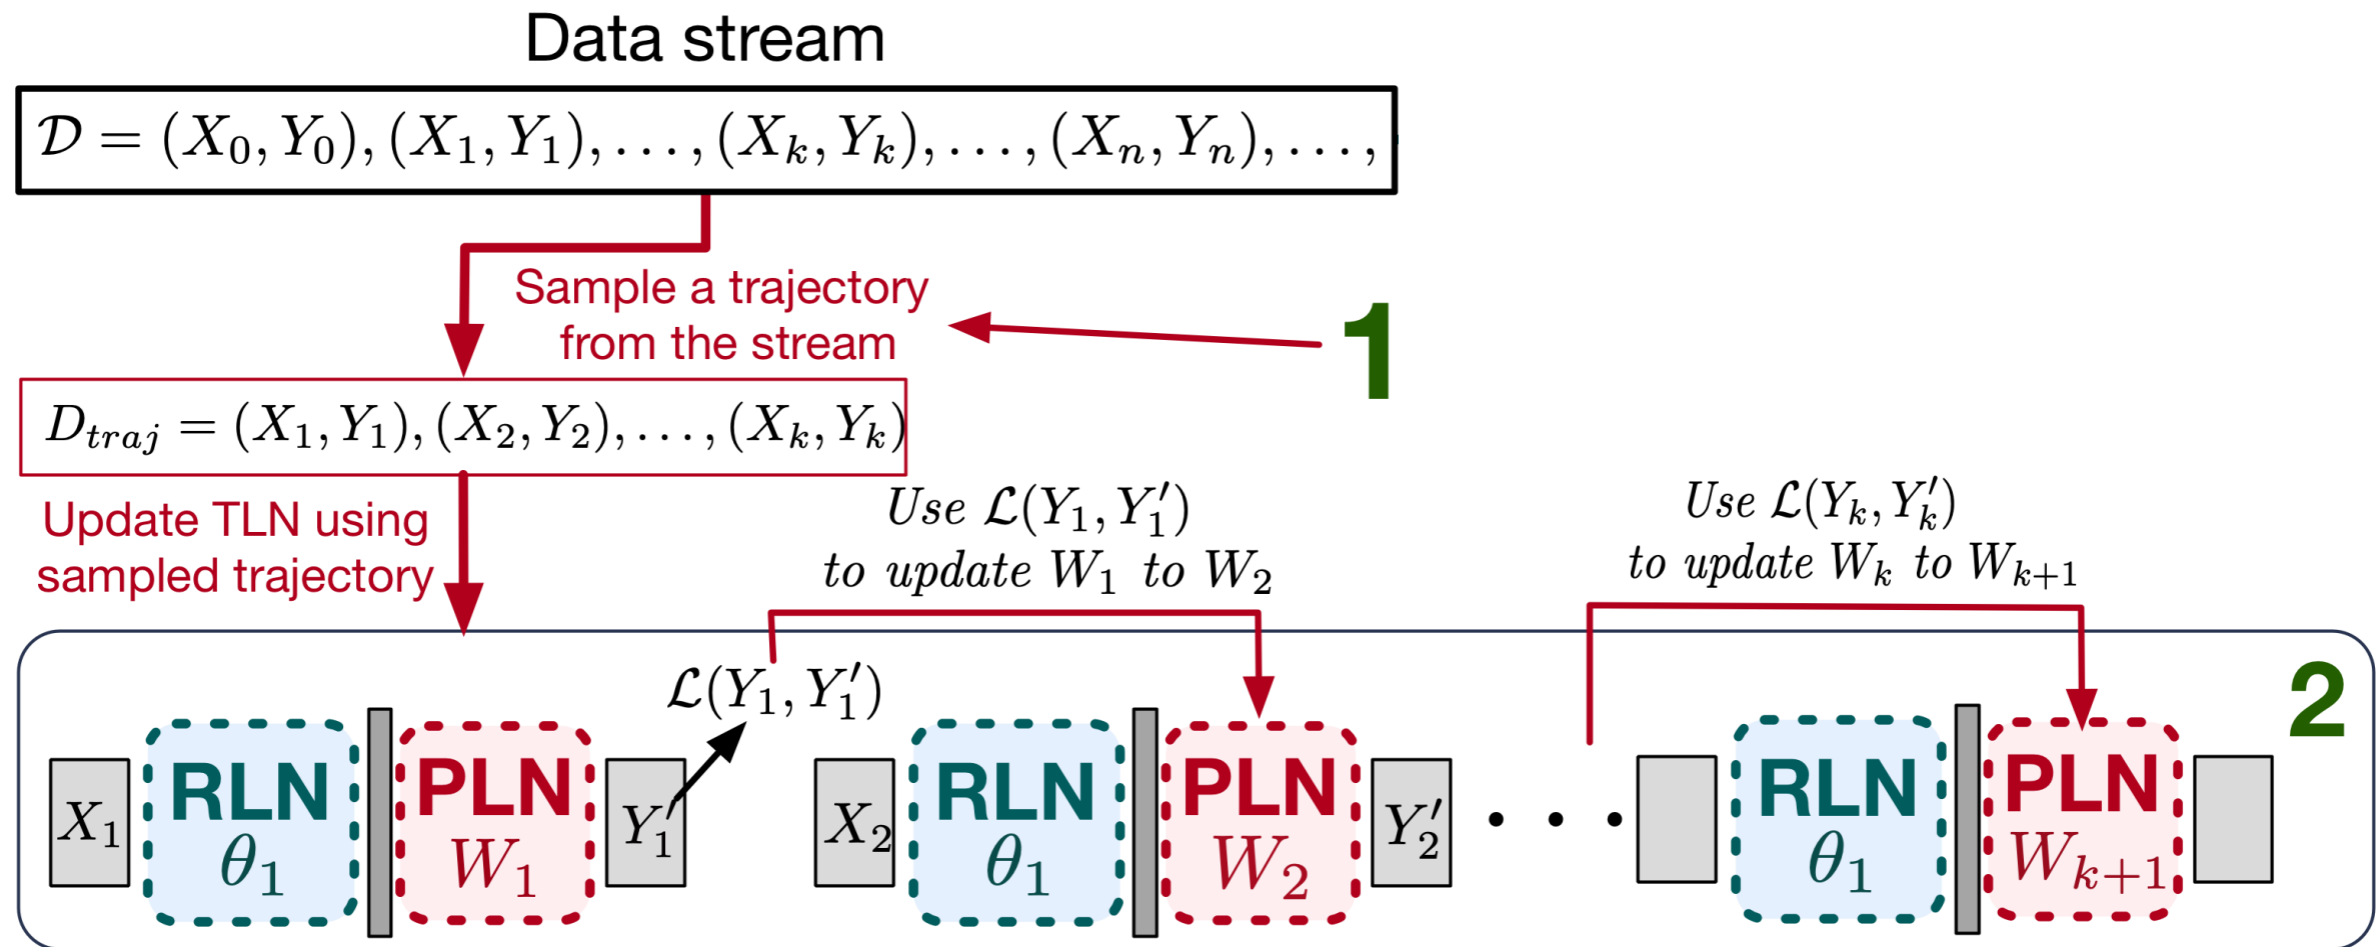 Data stream
𝒟 = (X₀, Y₀), (X₁, Y₁), . . . , (Xₖ, Yₖ), . . . , (Xₙ, Yₙ), . . . ,
Sample a trajectory
from the stream
1
D_{traj} = (X₁, Y₁), (X₂, Y₂), . . . , (Xₖ, Yₖ)
Update TLN using
sampled trajectory
Use ℒ(Y₁, Y₁′)
to update W₁ to W₂
Use ℒ(Yₖ, Yₖ′)
to update Wₖ to Wₖ₊₁
2
ℒ(Y₁, Y₁′)
X₁
RLN
θ₁
PLN
W₁
Y₁′
X₂
RLN
θ₁
PLN
W₂
Y₂′
. . .
RLN
θ₁
PLN
Wₖ₊₁